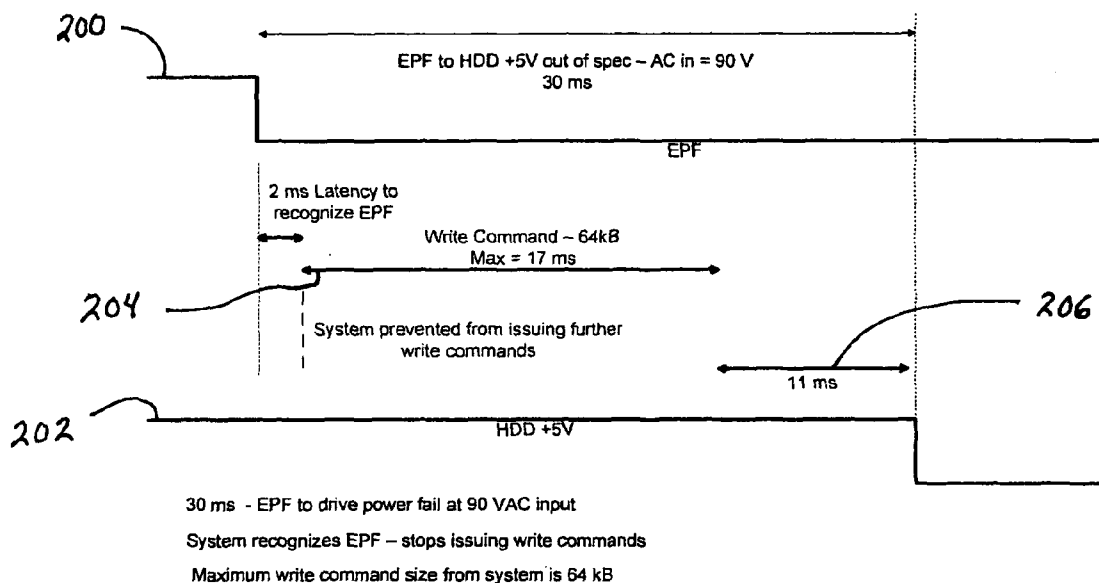 200
EPF to HDD +5V out of spec – AC in = 90 V
30 ms
EPF
2 ms Latency to
recognize EPF
Write Command – 64kB
Max = 17 ms
204
206
System prevented from issuing further
write commands
11 ms
202
HDD +5V
30 ms - EPF to drive power fail at 90 VAC input
System recognizes EPF – stops issuing write commands
Maximum write command size from system is 64 kB